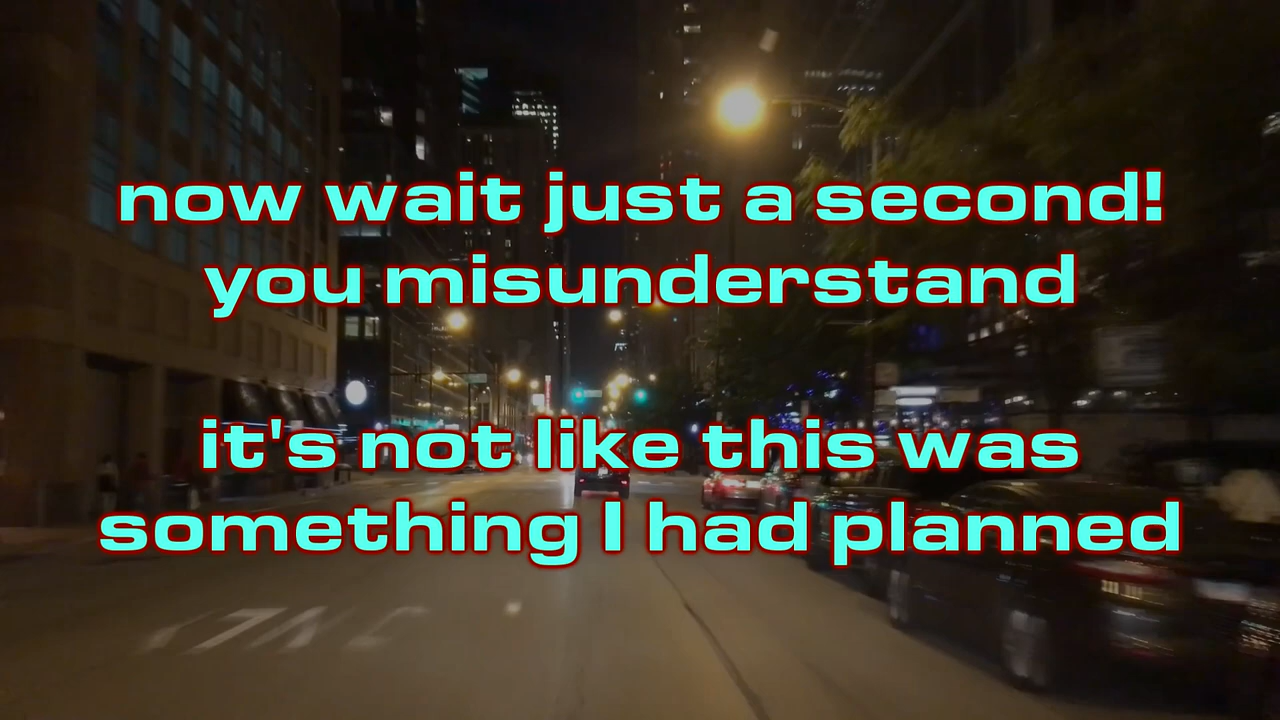 now wait just a second!
you misunderstand
it's not like this was
something I had planned